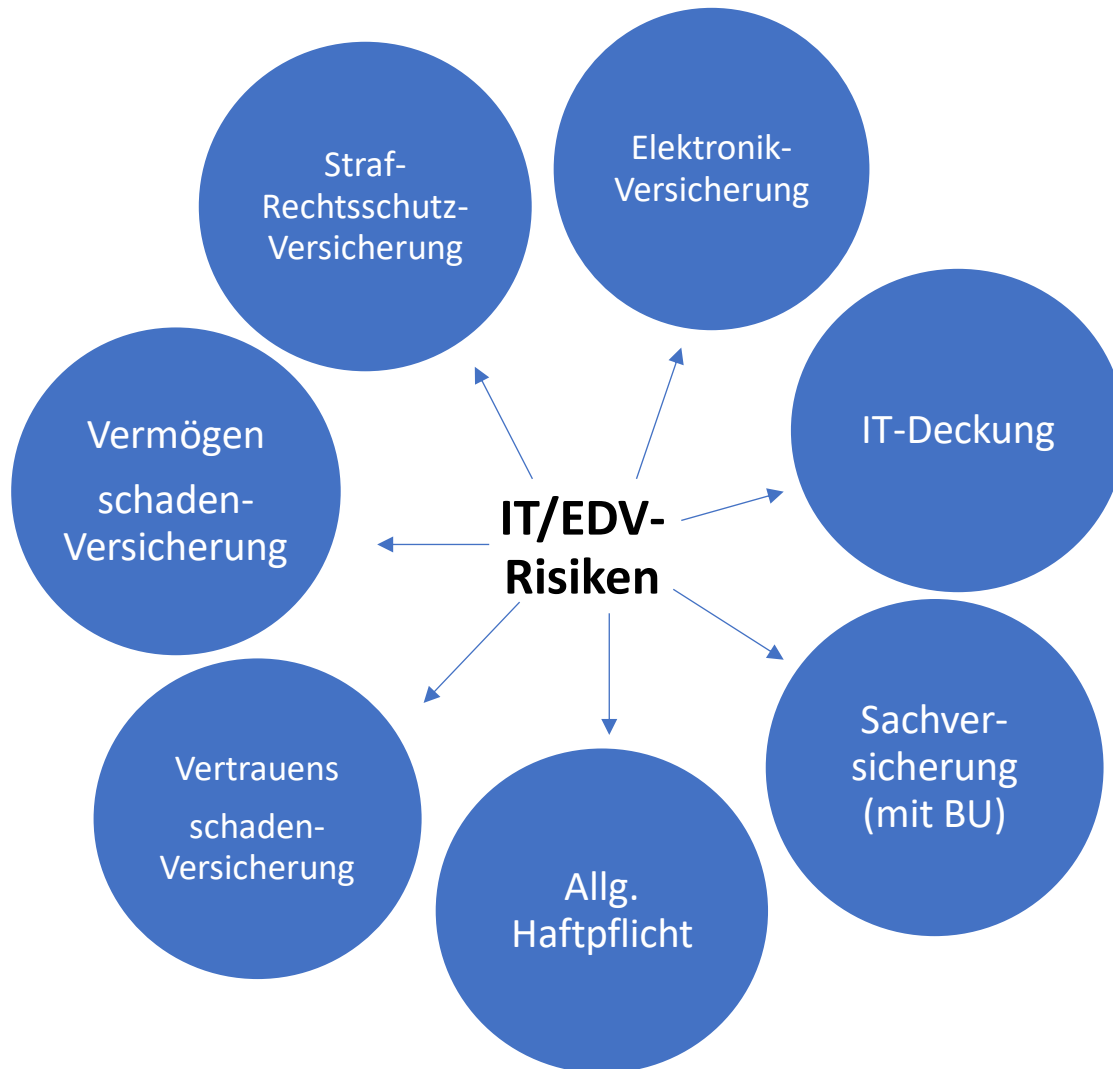 Straf-
Rechtsschutz-
Versicherung
Elektronik-
Versicherung
IT-Deckung
Vermögen
schaden-
Versicherung
IT/EDV-
Risiken
Sachver-
sicherung
(mit BU)
Vertrauens
schaden-
Versicherung
Allg.
Haftpflicht